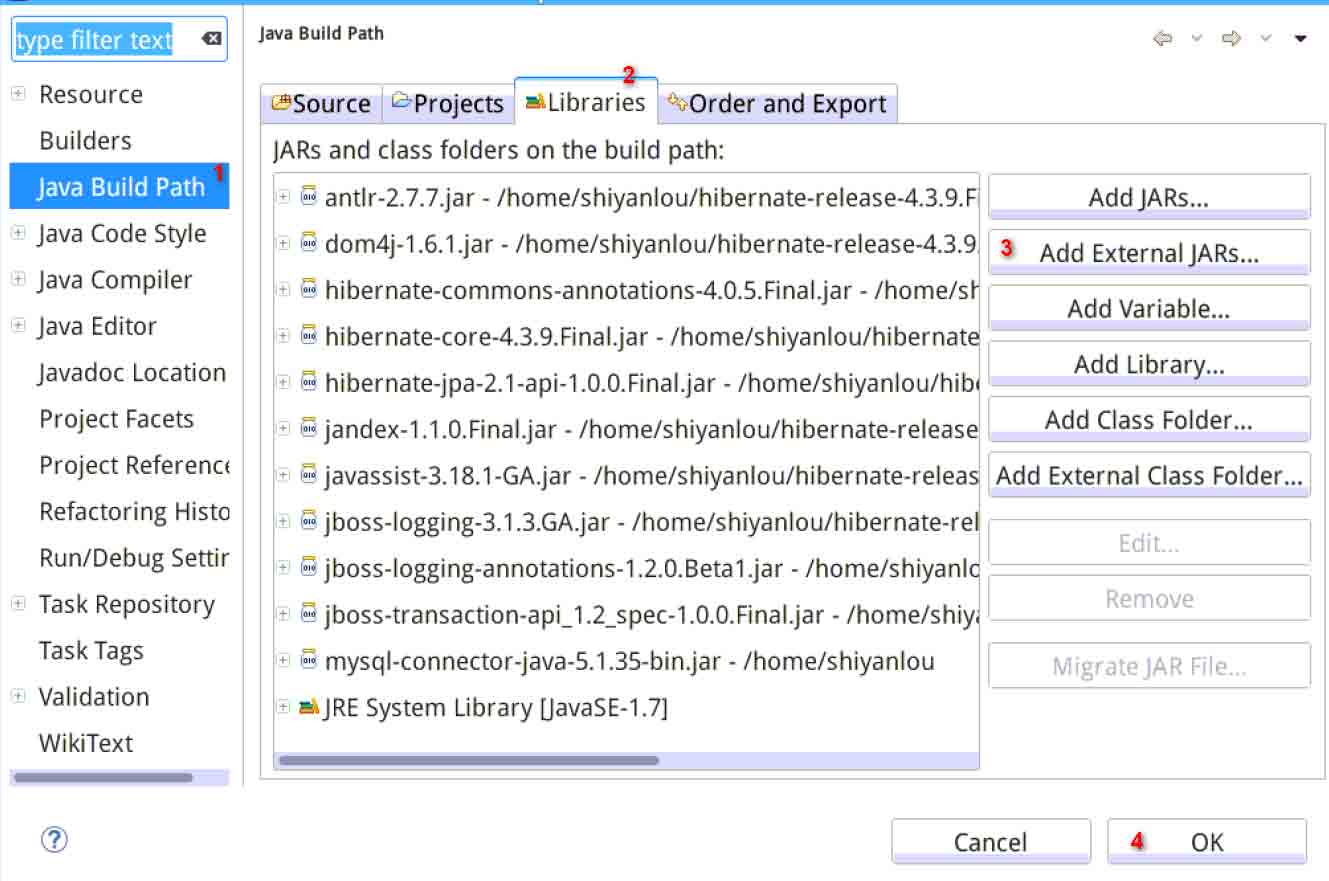 type filter text
Resource
Builders
Java Build Path 1
Java Code Style
Java Compiler
Java Editor
Javadoc Location
Project Facets
Project Reference
Refactoring Histo
Run/Debug Settin
Task Repository
Task Tags
Validation
WikiText
Java Build Path
2
Source Projects Libraries Order and Export
JARs and class folders on the build path:
antlr-2.7.7.jar - /home/shiyanlou/hibernate-release-4.3.9.Fi
dom4j-1.6.1.jar - /home/shiyanlou/hibernate-release-4.3.9.
hibernate-commons-annotations-4.0.5.Final.jar - /home/sh
hibernate-core-4.3.9.Final.jar - /home/shiyanlou/hibernate
hibernate-jpa-2.1-api-1.0.0.Final.jar - /home/shiyanlou/hibe
jandex-1.1.0.Final.jar - /home/shiyanlou/hibernate-release
javassist-3.18.1-GA.jar - /home/shiyanlou/hibernate-releas
jboss-logging-3.1.3.GA.jar - /home/shiyanlou/hibernate-rel
jboss-logging-annotations-1.2.0.Beta1.jar - /home/shiyanlo
jboss-transaction-api_1.2_spec-1.0.0.Final.jar - /home/shiya
mysql-connector-java-5.1.35-bin.jar - /home/shiyanlou
JRE System Library [JavaSE-1.7]
Add JARs...
3 Add External JARs...
Add Variable...
Add Library...
Add Class Folder...
Add External Class Folder...
Edit...
Remove
Migrate JAR File...
?
Cancel
4 OK